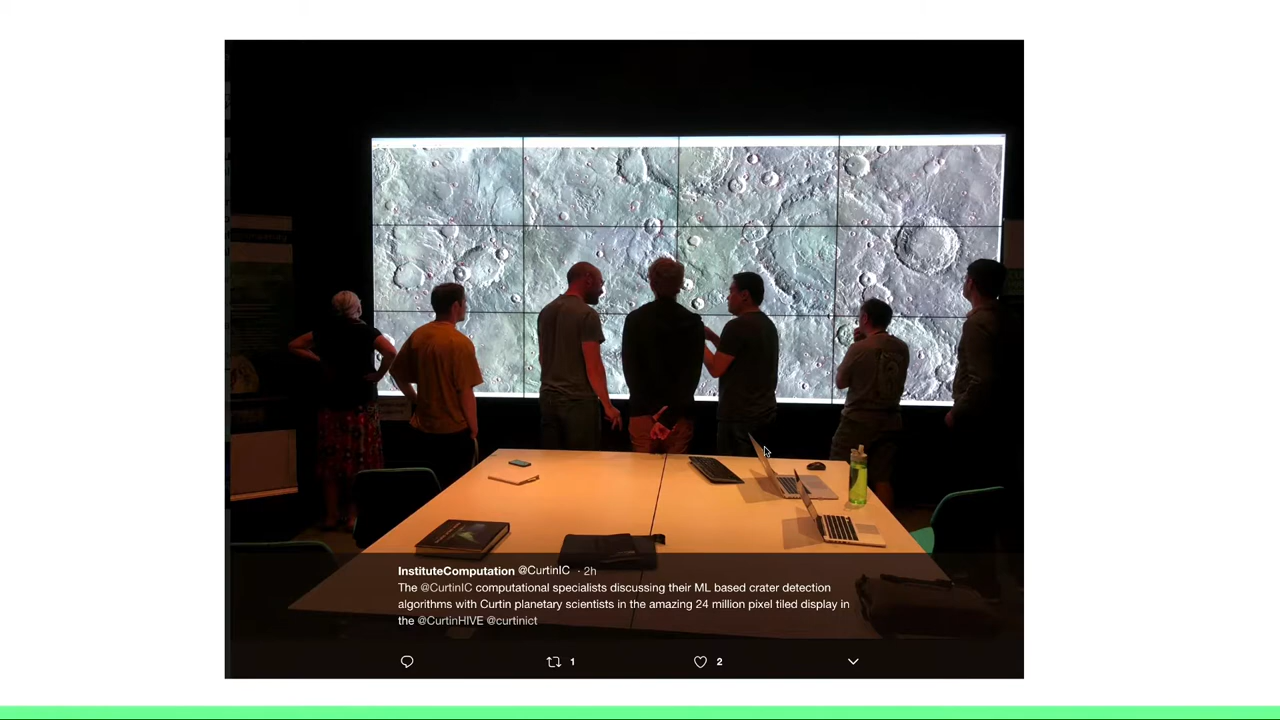 InstituteComputation @CurtinIC · 2h
The @CurtinIC computational specialists discussing their ML based crater detection
algorithms with Curtin planetary scientists in the amazing 24 million pixel tiled display in
the @CurtinHIVE @curtinict
1
2